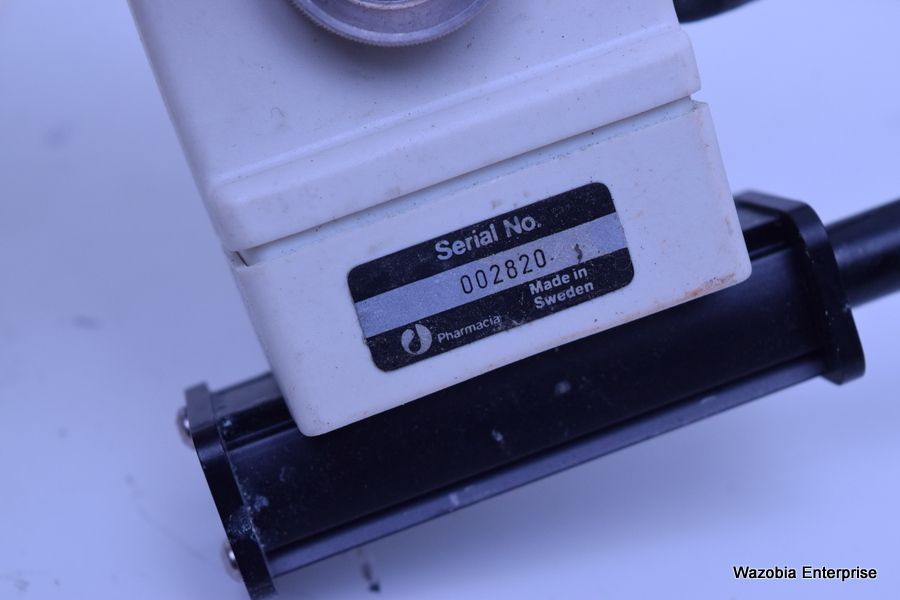 Serial No.
002820
Made in
Sweden
Pharmacia
Wazobia Enterprise